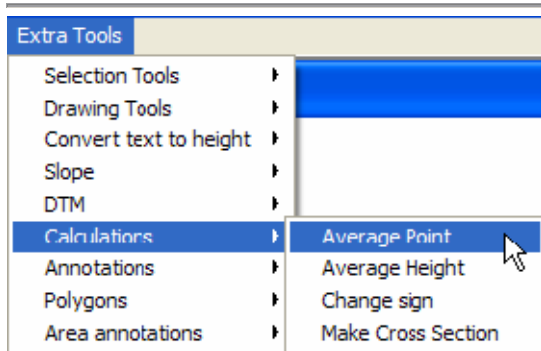 Extra Tools
Selection Tools
Drawing Tools
Convert text to height
Slope
DTM
Calculations
Annotations
Polygons
Area annotations
Average Point
Average Height
Change sign
Make Cross Section